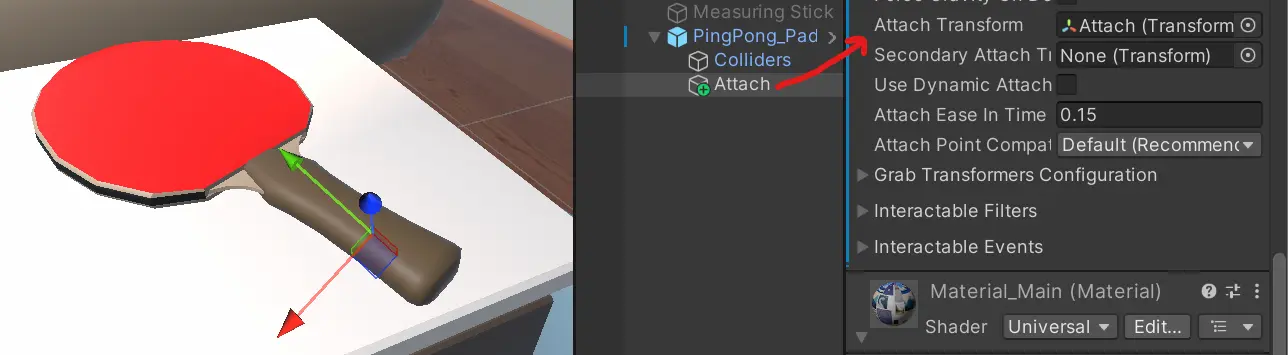 Measuring Stick
PingPong_Pad
Colliders
Attach
Attach Transform
Attach (Transform
Secondary Attach Tr
None (Transform)
Use Dynamic Attach
Attach Ease In Time
0.15
Attach Point Compat
Default (Recommend
Grab Transformers Configuration
Interactable Filters
Interactable Events
Material_Main (Material)
Shader
Universal
Edit...